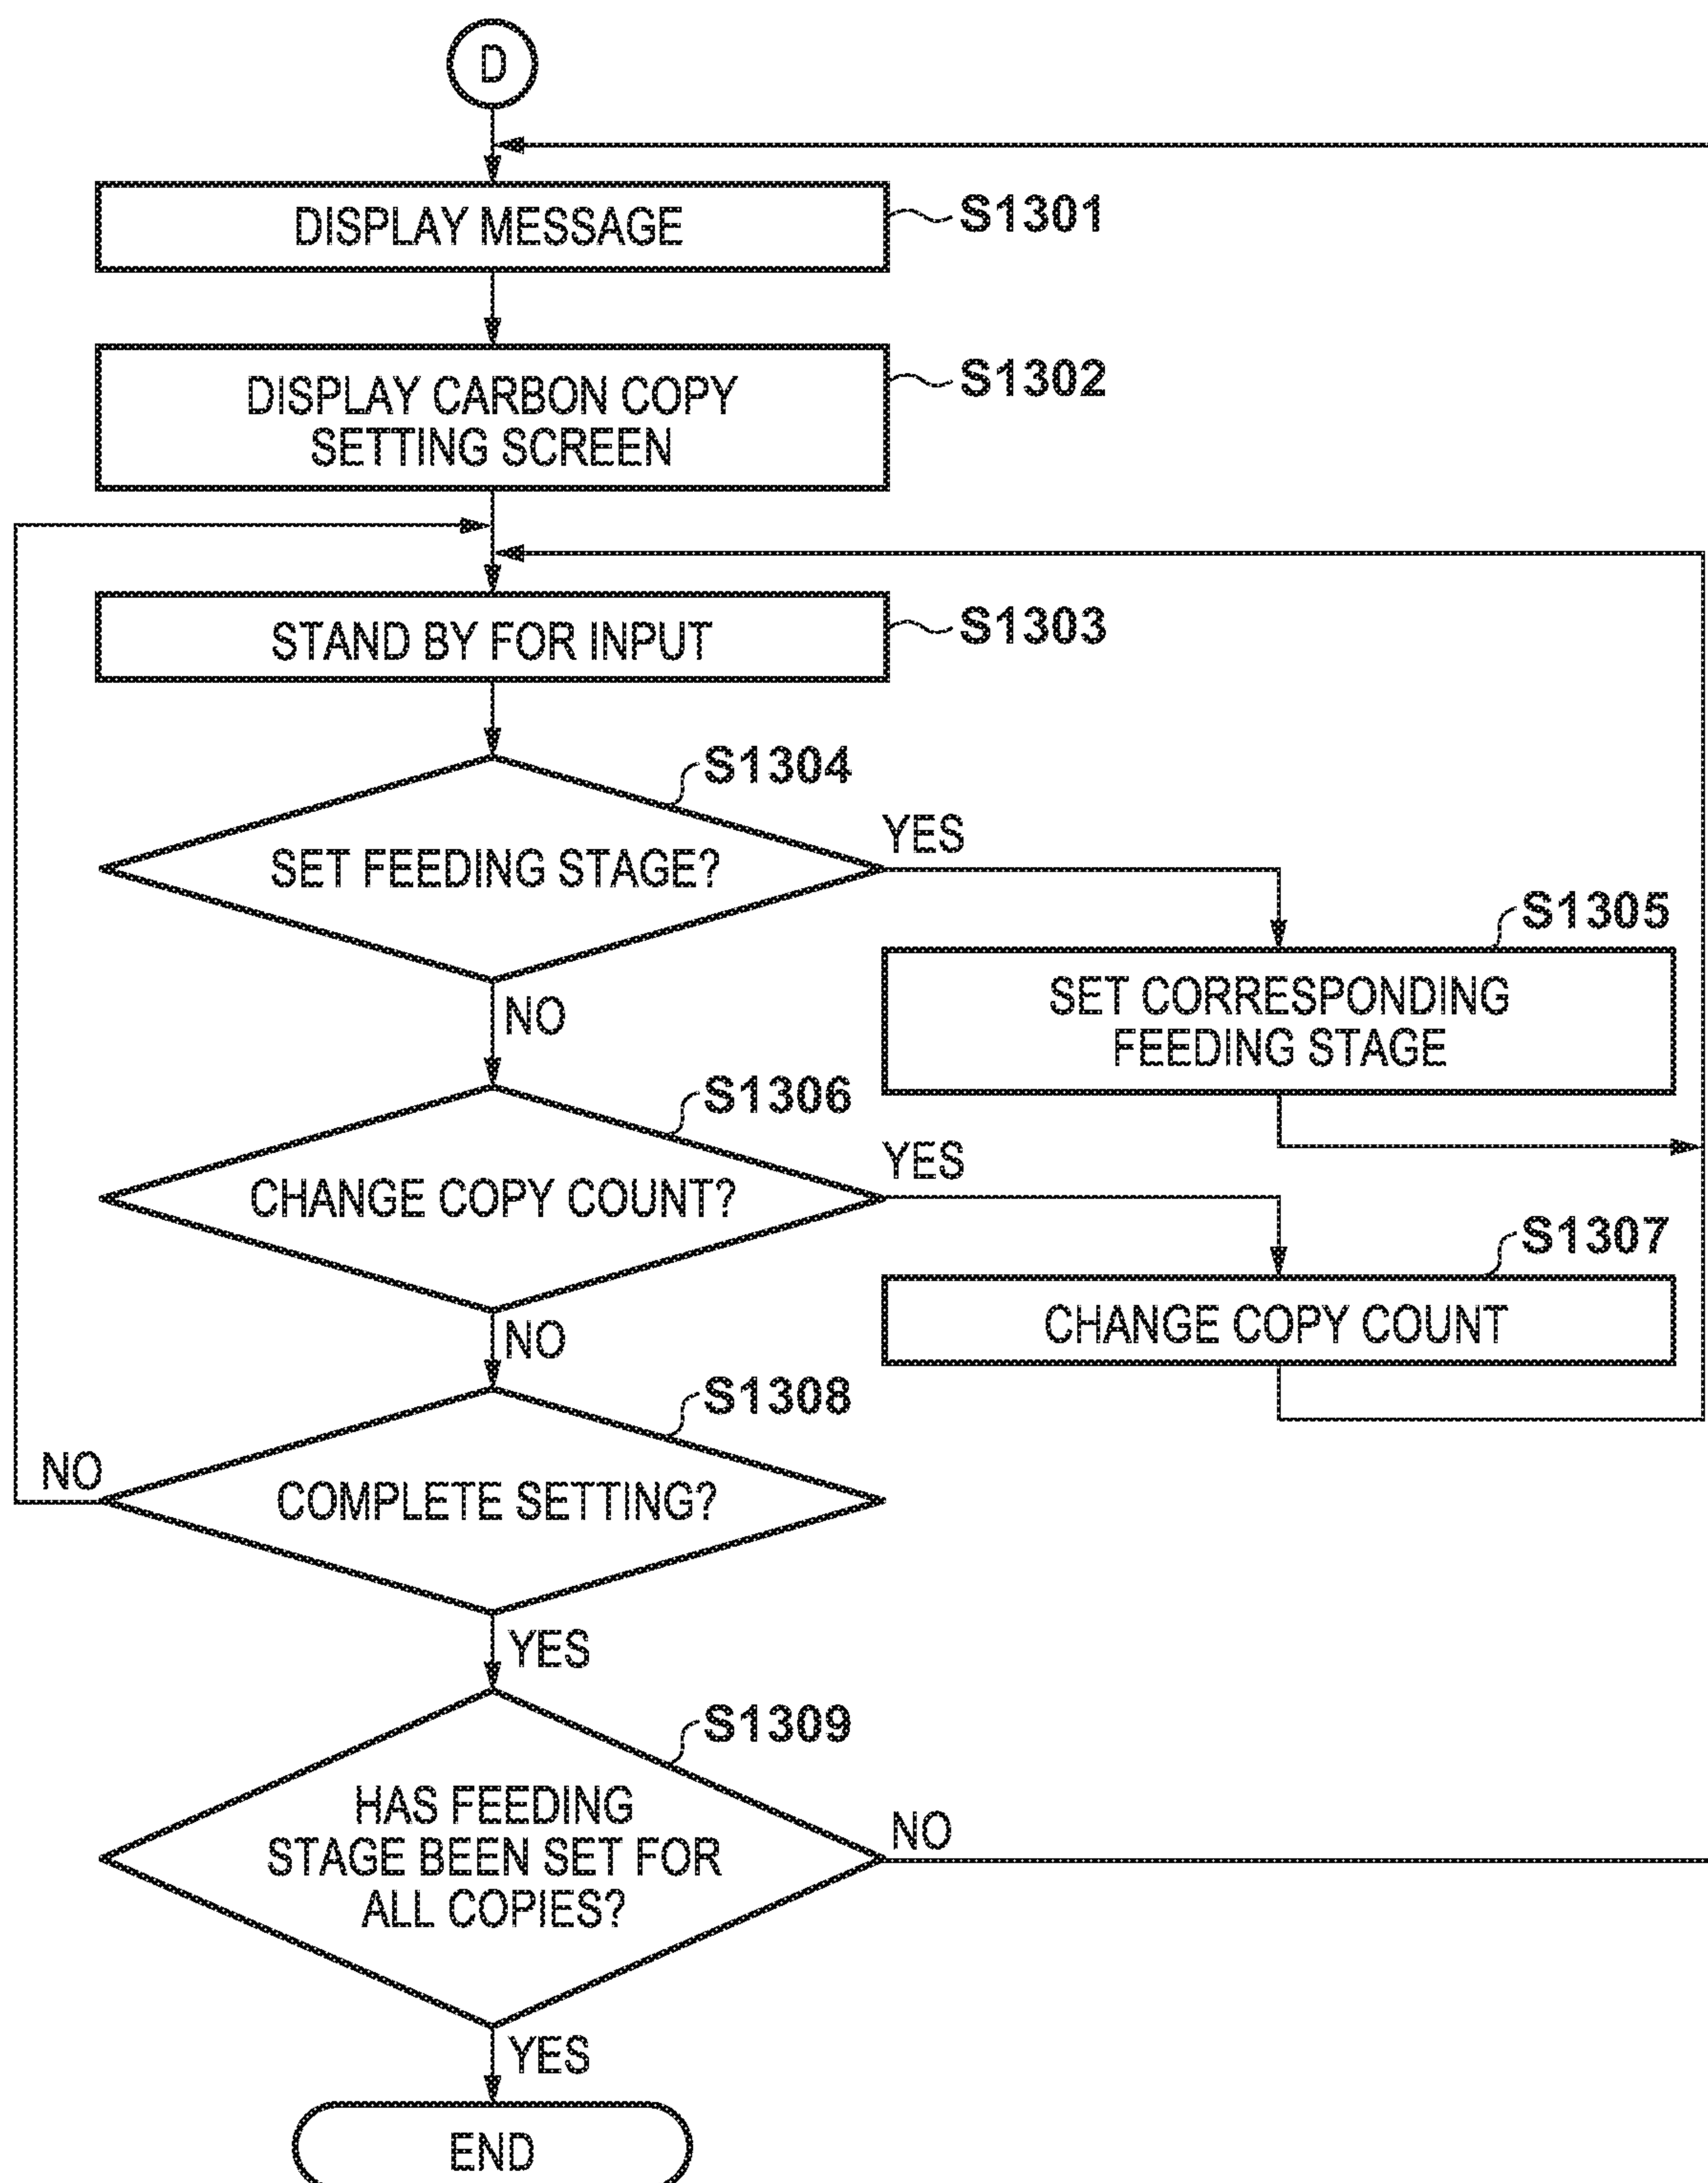 D
DISPLAY MESSAGE
S1301
DISPLAY CARBON COPY
SETTING SCREEN
S1302
STAND BY FOR INPUT
S1303
S1304
SET FEEDING STAGE?
YES
NO
S1305
SET CORRESPONDING
FEEDING STAGE
S1306
CHANGE COPY COUNT?
YES
NO
S1307
CHANGE COPY COUNT
S1308
COMPLETE SETTING?
NO
YES
S1309
HAS FEEDING
STAGE BEEN SET FOR
ALL COPIES?
NO
YES
END